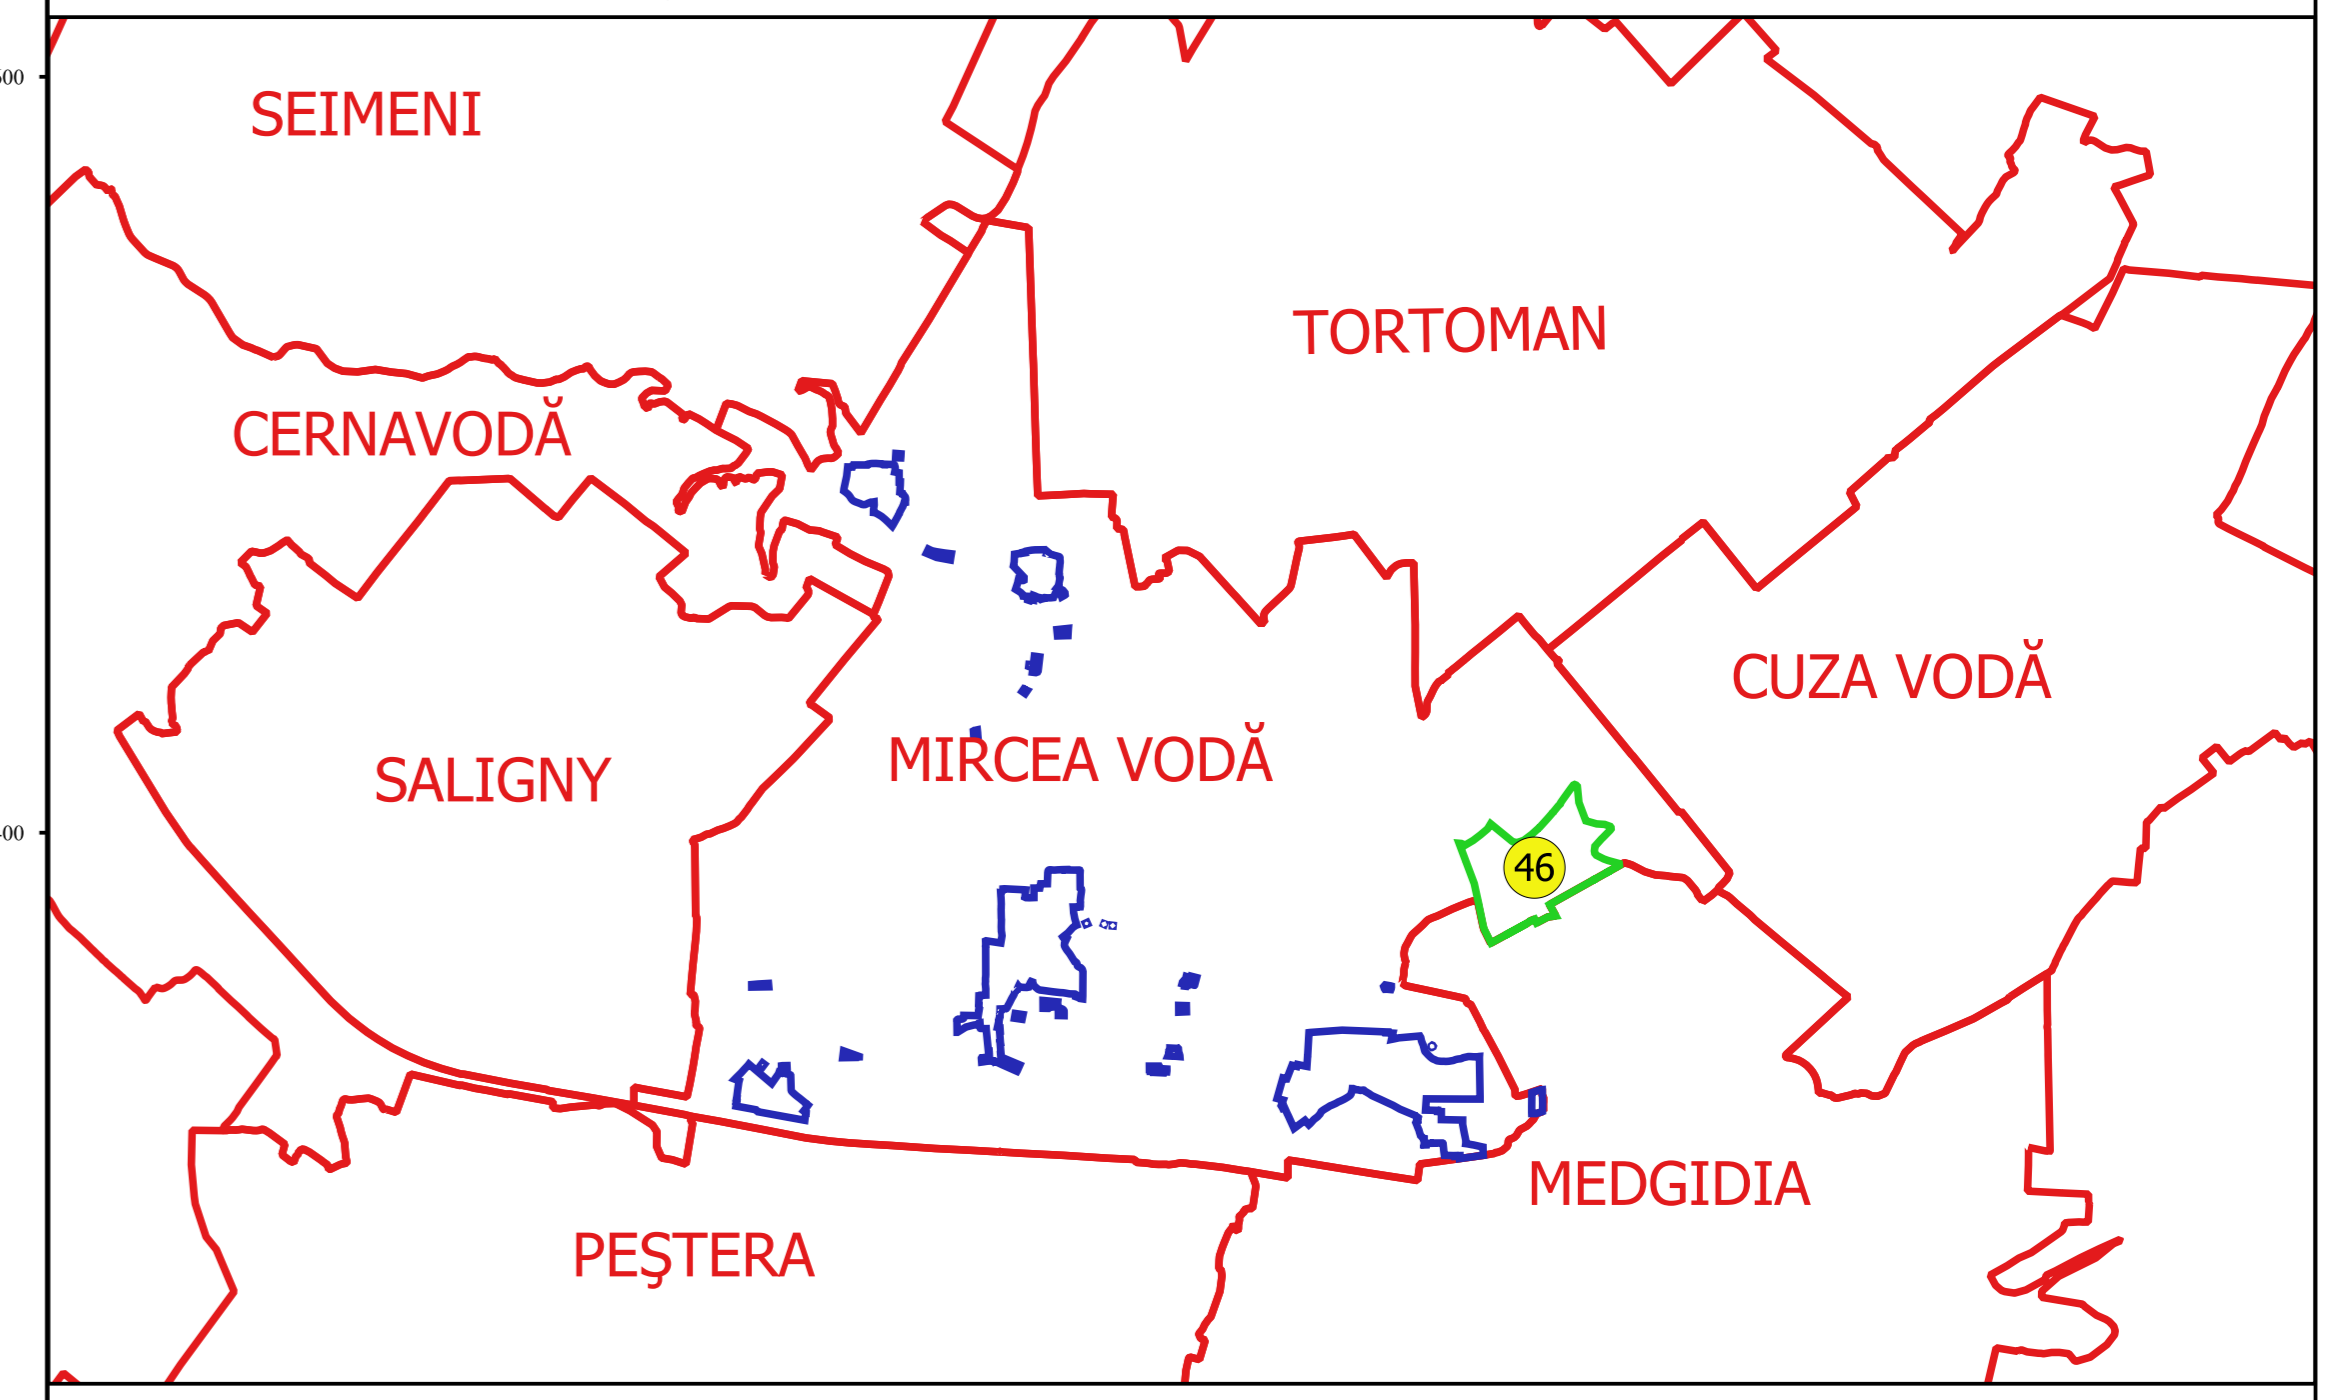 SEIMENI
TORTOMAN
CERNAVODĂ
CUZA VODĂ
MIRCEA VODĂ
SALIGNY
46
MEDGIDIA
PEŞTERA